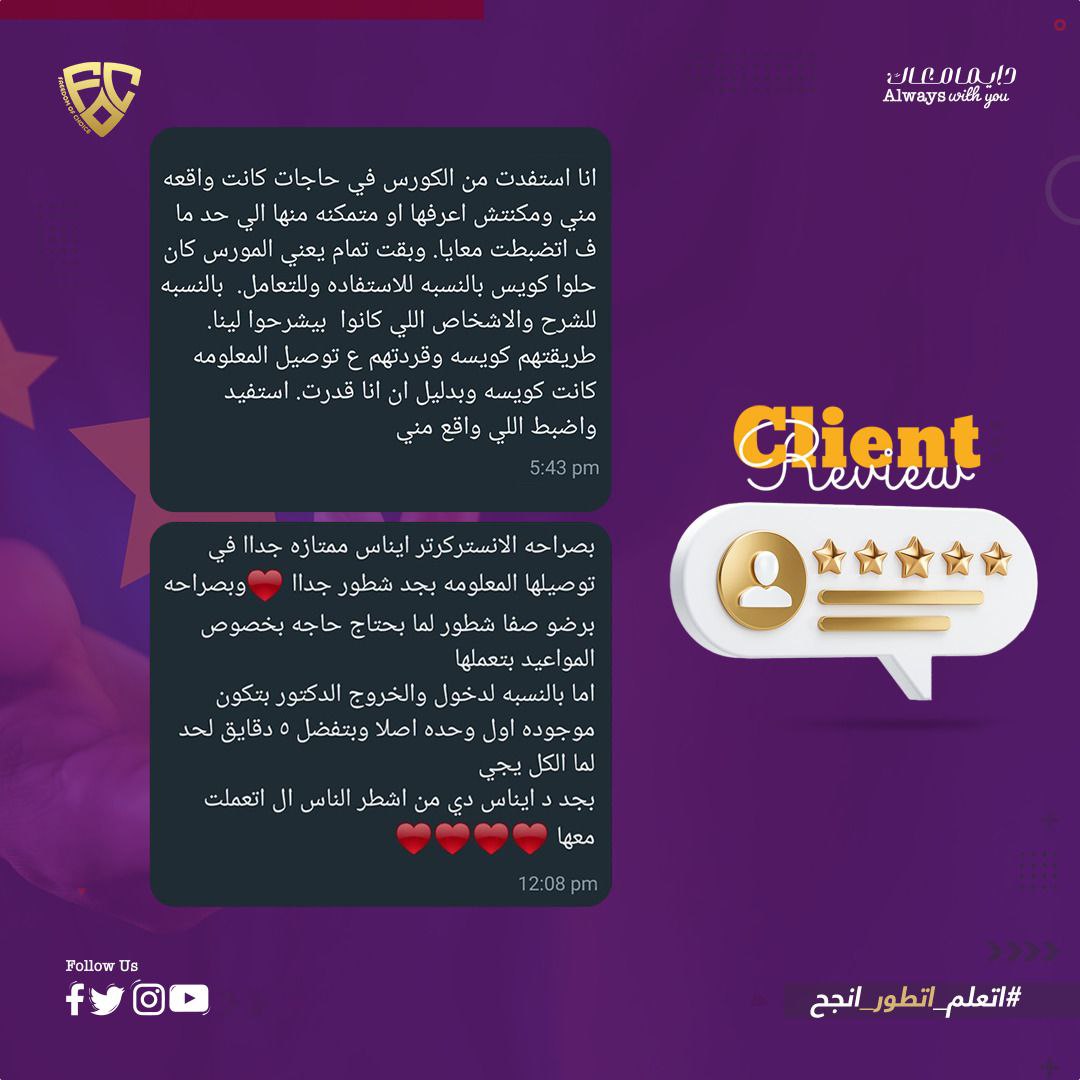 FOC
FREEDOM OF CHOICE
دايما معاك
Always with you
انا استفدت من الكورس في حاجات كانت واقعه
مني ومكنتش اعرفها او متمكنه منها الي حد ما
ف اتضبطت معايا. وبقت تمام يعني المورس كان
حلوا كويس بالنسبه للاستفاده وللتعامل. بالنسبه
للشرح والاشخاص اللي كانوا بيشرحوا لينا.
طريقتهم كويسه وقردتهم ع توصيل المعلومه
كانت كويسه وبدليل ان انا قدرت. استفيد
واضبط اللي واقع مني
5:43 pm
بصراحه الانستركرتر ايناس ممتازه جداا في
توصيلها المعلومه بجد شطور جداا ❤️وبصراحه
برضو صفا شطور لما بحتاج حاجه بخصوص
المواعيد بتعملها
اما بالنسبه لدخول والخروج الدكتور بتكون
موجوده اول وحده اصلا وبتفضل ٥ دقايق لحد
لما الكل يجي
بجد د ايناس دي من اشطر الناس ال اتعملت
معها ❤️❤️❤️❤️
12:08 pm
Client
Review
Follow Us
#اتعلم_اتطور_انجح